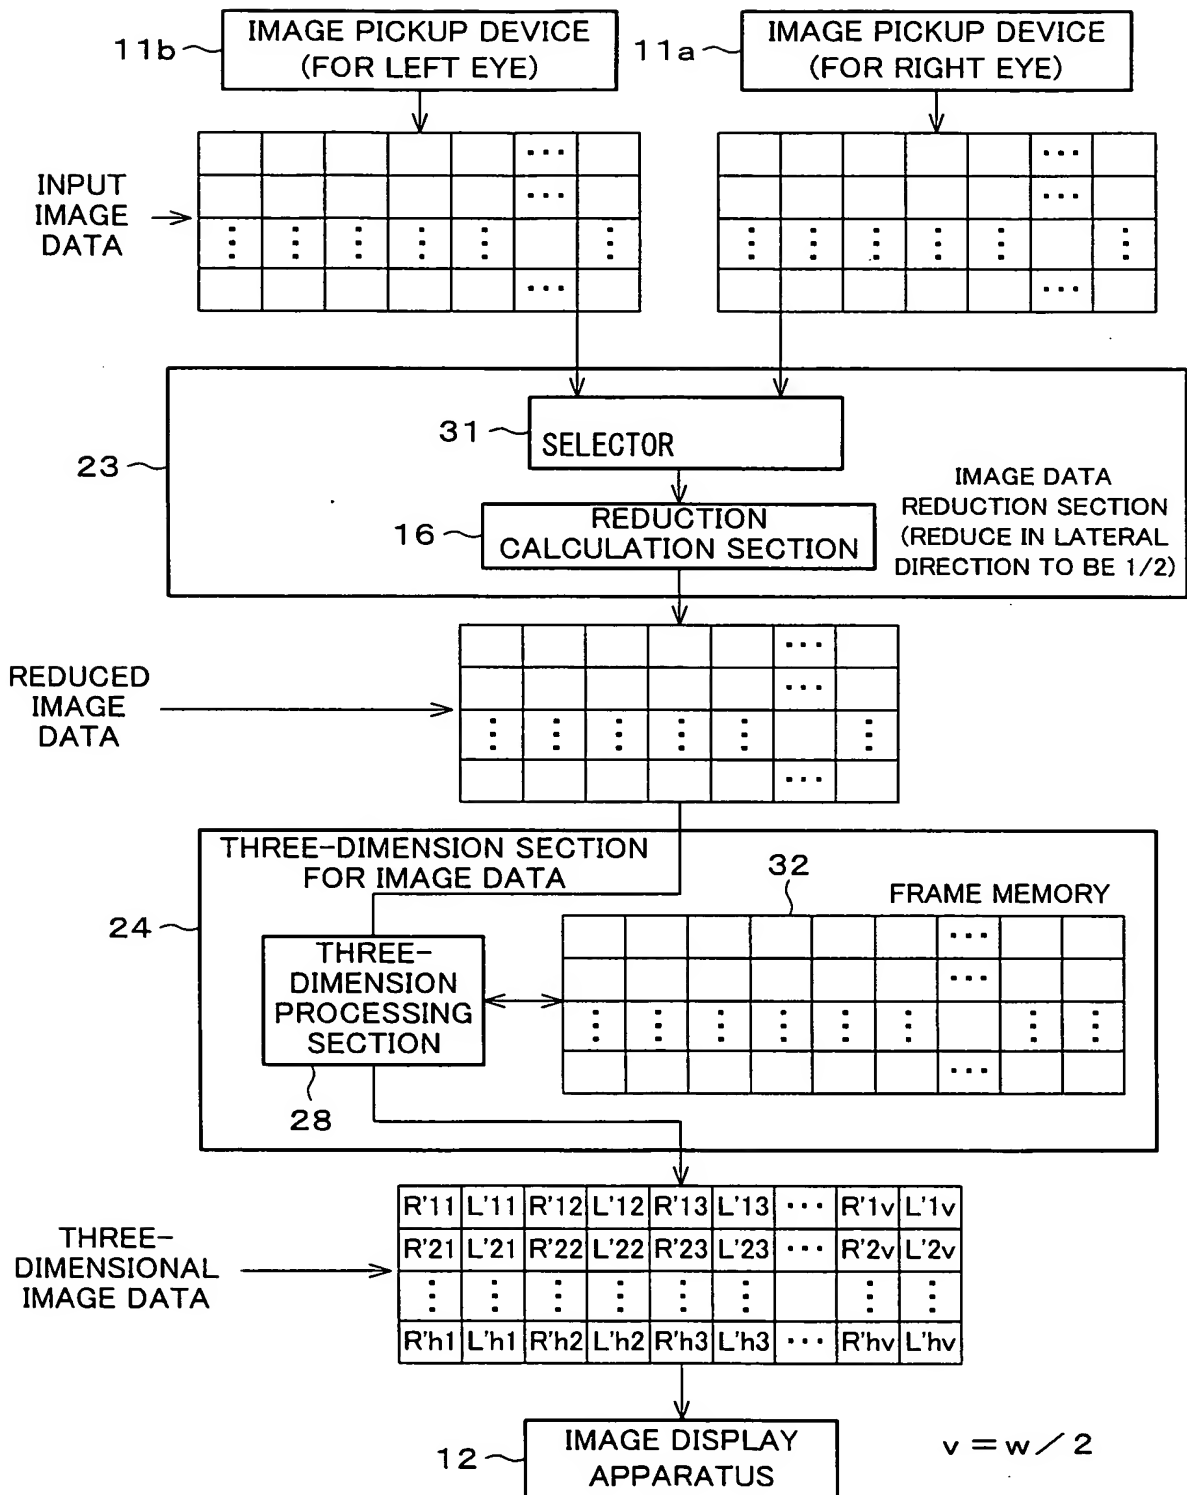 IMAGE PICKUP DEVICE
(FOR LEFT EYE)
11b
IMAGE PICKUP DEVICE
(FOR RIGHT EYE)
11a
INPUT
IMAGE
DATA
...
...
...
...
...
...
31
SELECTOR
23
16
REDUCTION
CALCULATION SECTION
IMAGE DATA
REDUCTION SECTION
(REDUCE IN LATERAL
DIRECTION TO BE 1/2)
REDUCED
IMAGE
DATA
...
...
...
THREE-DIMENSION SECTION
FOR IMAGE DATA
32
FRAME MEMORY
24
THREE-
DIMENSION
PROCESSING
SECTION
28
...
...
...
THREE-
DIMENSIONAL
IMAGE DATA
R'11 L'11 R'12 L'12 R'13 L'13 ... R'1v L'1v
R'21 L'21 R'22 L'22 R'23 L'23 ... R'2v L'2v
R'h1 L'h1 R'h2 L'h2 R'h3 L'h3 ... R'hv L'hv
12
IMAGE DISPLAY
APPARATUS
v = w / 2